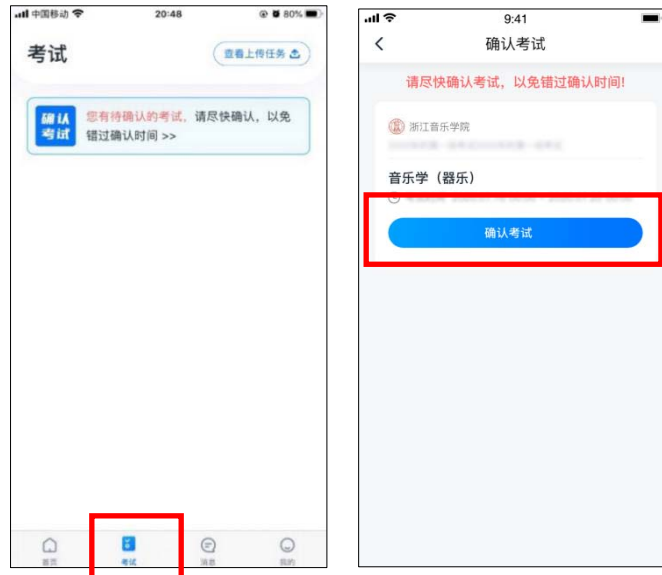 中国移动
20:48
80%
考试
查看上传任务
确认
考试
您有待确认的考试，请尽快确认，以免
错过确认时间 >>
首页
考试
消息
我的
9:41
确认考试
请尽快确认考试，以免错过确认时间!
浙江音乐学院
音乐学（器乐）
确认考试